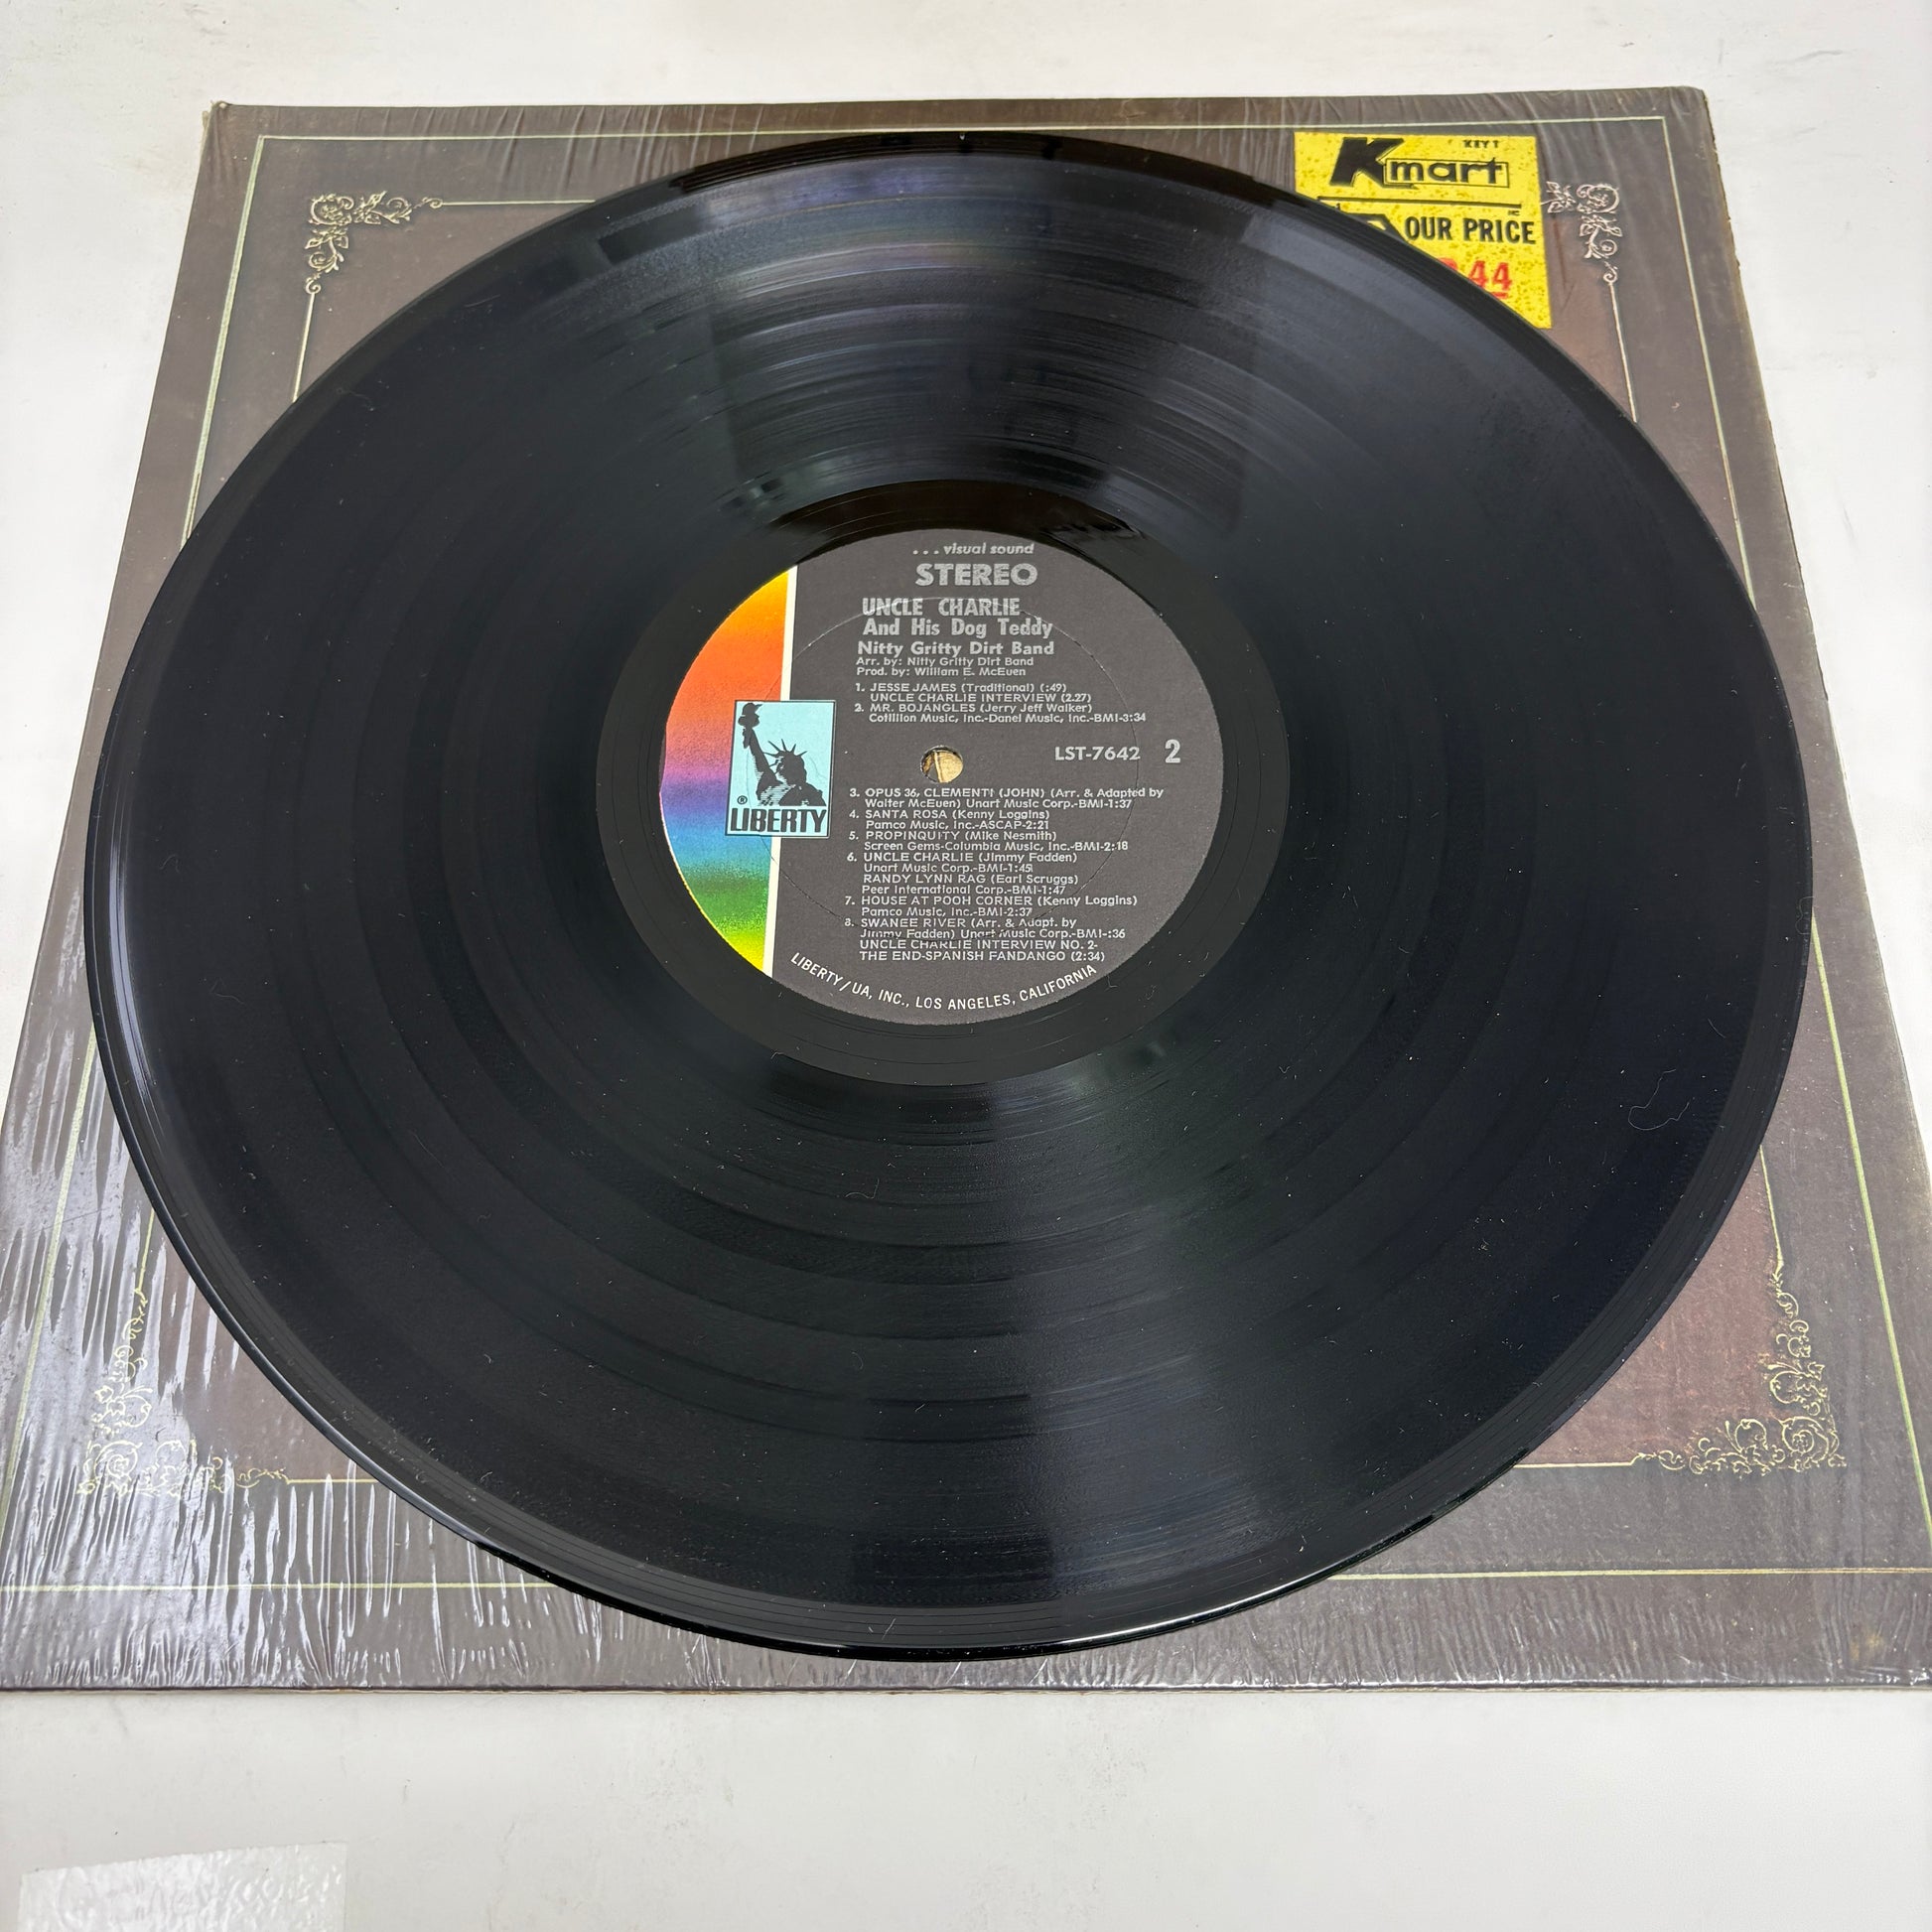 KEY 1
Kmart
OUR PRICE
44
...visual sound
STEREO
UNCLE CHARLIE
And His Dog Teddy
Nitty Gritty Dirt Band
Arr. by: Nitty Gritty Dirt Band
Prod. by: William E. McEuen
1. JESSE JAMES (Traditional) (:49)
UNCLE CHARLIE INTERVIEW (2.27)
2. MR. BOJANGLES (Jerry Jeff Walker)
Cotillion Music, Inc.-Danel Music, Inc.-BMI-3:34
LST-7642 2
® LIBERTY
3. OPUS 36, CLEMENTI (JOHN) (Arr. & Adapted by
Walter McEuen) Unart Music Corp.-BMI-1:37
4. SANTA ROSA (Kenny Loggins)
Pamco Music, Inc.-ASCAP-2:21
5. PROPINQUITY (Mike Nesmith)
Screen Gems-Columbia Music, Inc.-BMI-2:18
6. UNCLE CHARLIE (Jimmy Fadden)
Unart Music Corp.-BMI-1:45
RANDY LYNN RAG (Earl Scruggs)
Peer International Corp.-BMI-1:47
7. HOUSE AT POOH CORNER (Kenny Loggins)
Pamco Music, Inc.-BMI-2:37
8. SWANEE RIVER (Arr. & Adapt. by
Jimmy Fadden) Unart Music Corp.-BMI-:36
UNCLE CHARLIE INTERVIEW NO. 2-
THE END-SPANISH FANDANGO (2:34)
LIBERTY/UA, INC., LOS ANGELES, CALIFORNIA